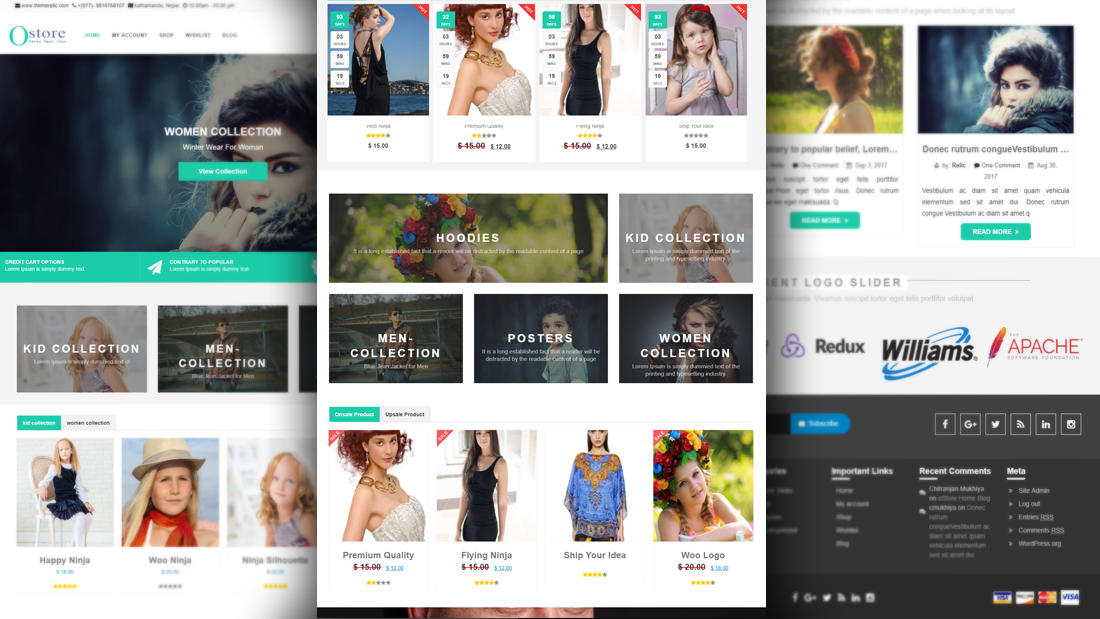 www.themerelic.com +(977)- 9816758107 kathamandu, Nepal 10:00am - 05:00 pm
Ostore
HOME MY ACCOUNT SHOP WISHLIST BLOG
WOMEN COLLECTION
Winter Wear For Woman
View Collection
CREDIT CART OPTIONS
Lorem Ipsum is simply dummy text.
CONTRARY TO POPULAR
Lorem Ipsum is simply dummy text.
KID COLLECTION
Lorem Ipsum is simply dummied text of
MEN-
COLLECTION
Blue Jean Jacket for Men
kid collection women collection
Happy Ninja
$ 18.00
Woo Ninja
$ 20.00
Ninja Silhouette
HOT HOT HOT HOT
93 22 58 93
DAYS DAYS DAYS DAYS
03 03 03 03
HOURS HOURS HOURS HOURS
59 59 59 59
MINS MINS MINS MINS
19 19 19 19
SECS SECS SECS SECS
Woo Ninja
$ 15.00
Premium Quality
$ 15.00 $ 12.00
Flying Ninja
$ 15.00 $ 12.00
Ship Your Idea
$ 15.00
HOODIES
It is a long established fact that a reader will be distracted by the readable content of a page
KID COLLECTION
Lorem Ipsum is simply dummied text of the
printing and typesetting industry
MEN-
COLLECTION
Blue Jean Jacket for Men
POSTERS
It is a long established fact that a reader will be
distracted by the readable content of a page
WOMEN
COLLECTION
Lorem Ipsum is simply dummied text of the
printing and typesetting industry
Onsale Product Upsale Product
SALE SALE SALE
Premium Quality
$ 15.00 $ 12.00
Flying Ninja
$ 15.00 $ 12.00
Ship Your Idea
Woo Logo
$ 20.00 $ 18.00
distracted by the readable content of a page when looking at its layout
trary to popular belief, Lorem...
Relic One Comment Sep 3, 2017
suscipit tortor eget felis porttitor
eget tortor risus. Donec rutrum
leo eget malesuada. Q
READ MORE »
Donec rutrum congueVestibulum ...
by: Relic One Comment Aug 30,
2017
Vestibulum ac diam sit amet quam vehicula
elementum sed sit amet dui. Donec rutrum
congue Vestibulum ac diam sit amet q
READ MORE »
ENT LOGO SLIDER
malesuada. Vivamus suscipit tortor eget felis porttitor volutpat.
Redux
Williams
THE
APACHE
SOFTWARE FOUNDATION
Subscribe
Important Links
Home
My account
Shop
Wishlist
Blog
Recent Comments
Chitranjan Mukhiya
on oStore Home Blog
cmukhiya on Donec
rutrum
congueVestibulum ac
diam sit amet quam
vehicula elementum
sed sit amet dui
Meta
Site Admin
Log out
Entries RSS
Comments RSS
WordPress.org
VISA VISA